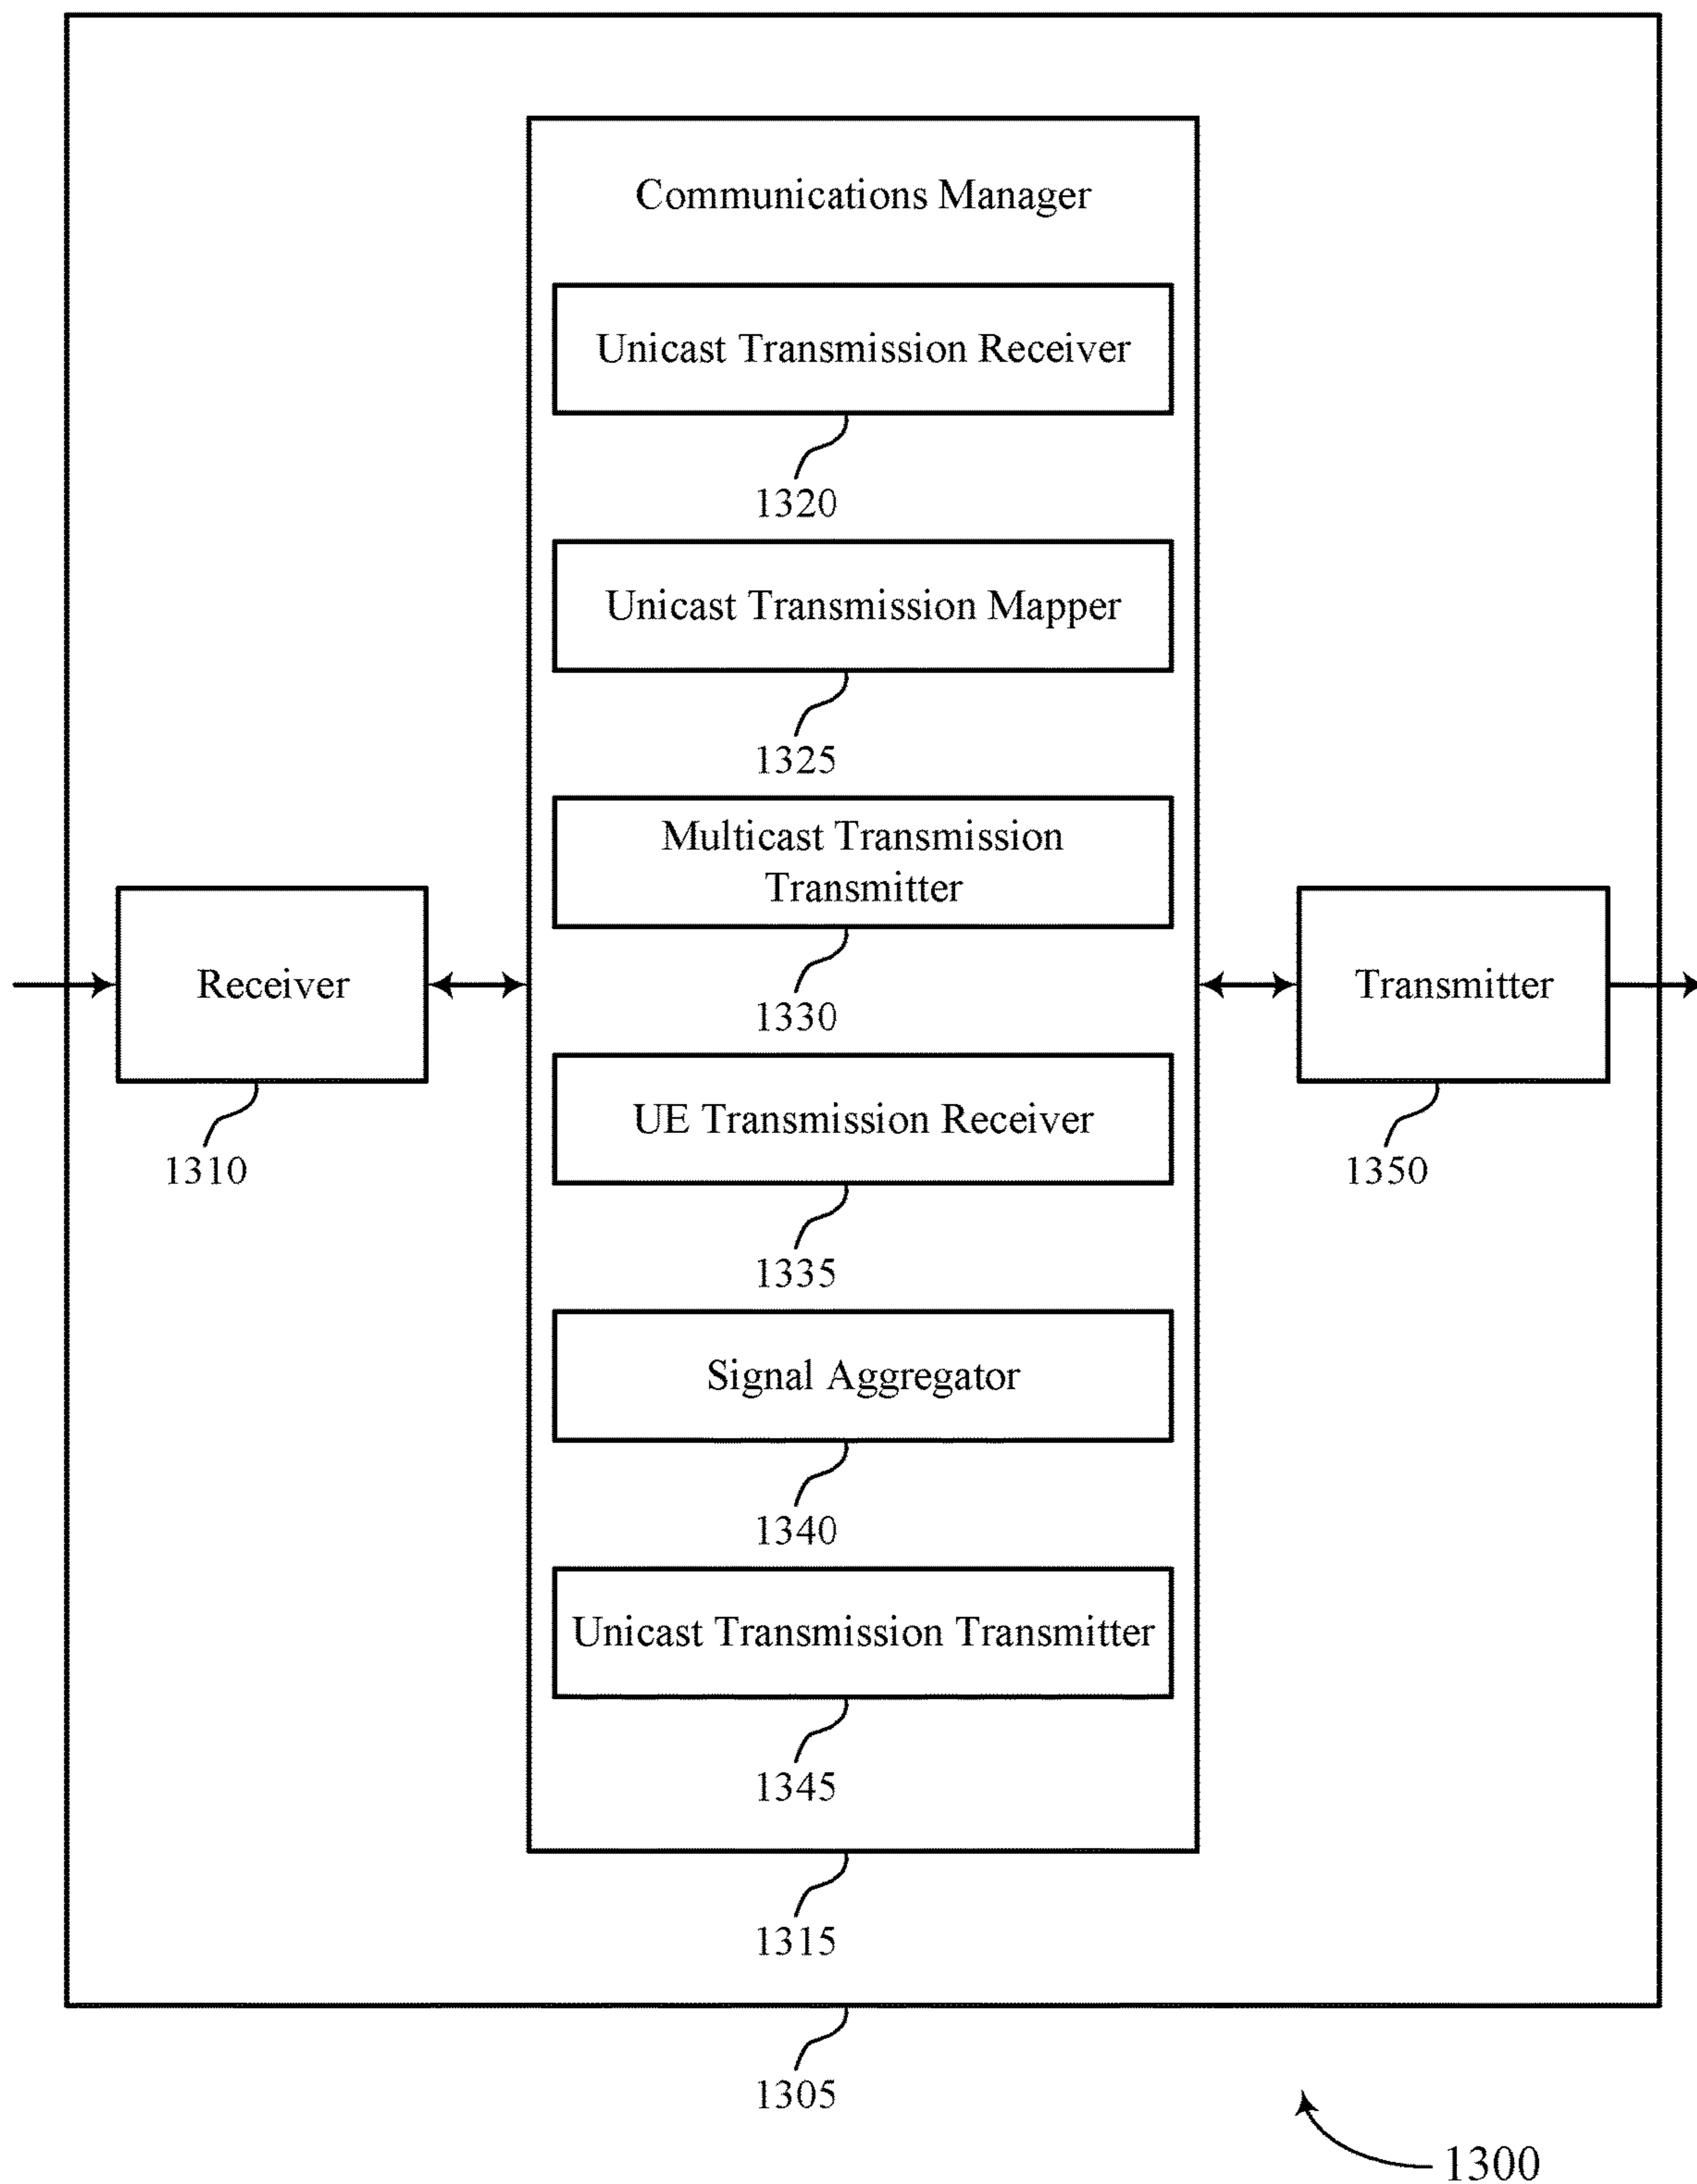 Communications Manager
Unicast Transmission Receiver
1320
Unicast Transmission Mapper
1325
Multicast Transmission
Transmitter
1330
Receiver
1310
Transmitter
1350
UE Transmission Receiver
1335
Signal Aggregator
1340
Unicast Transmission Transmitter
1345
1315
1305
1300